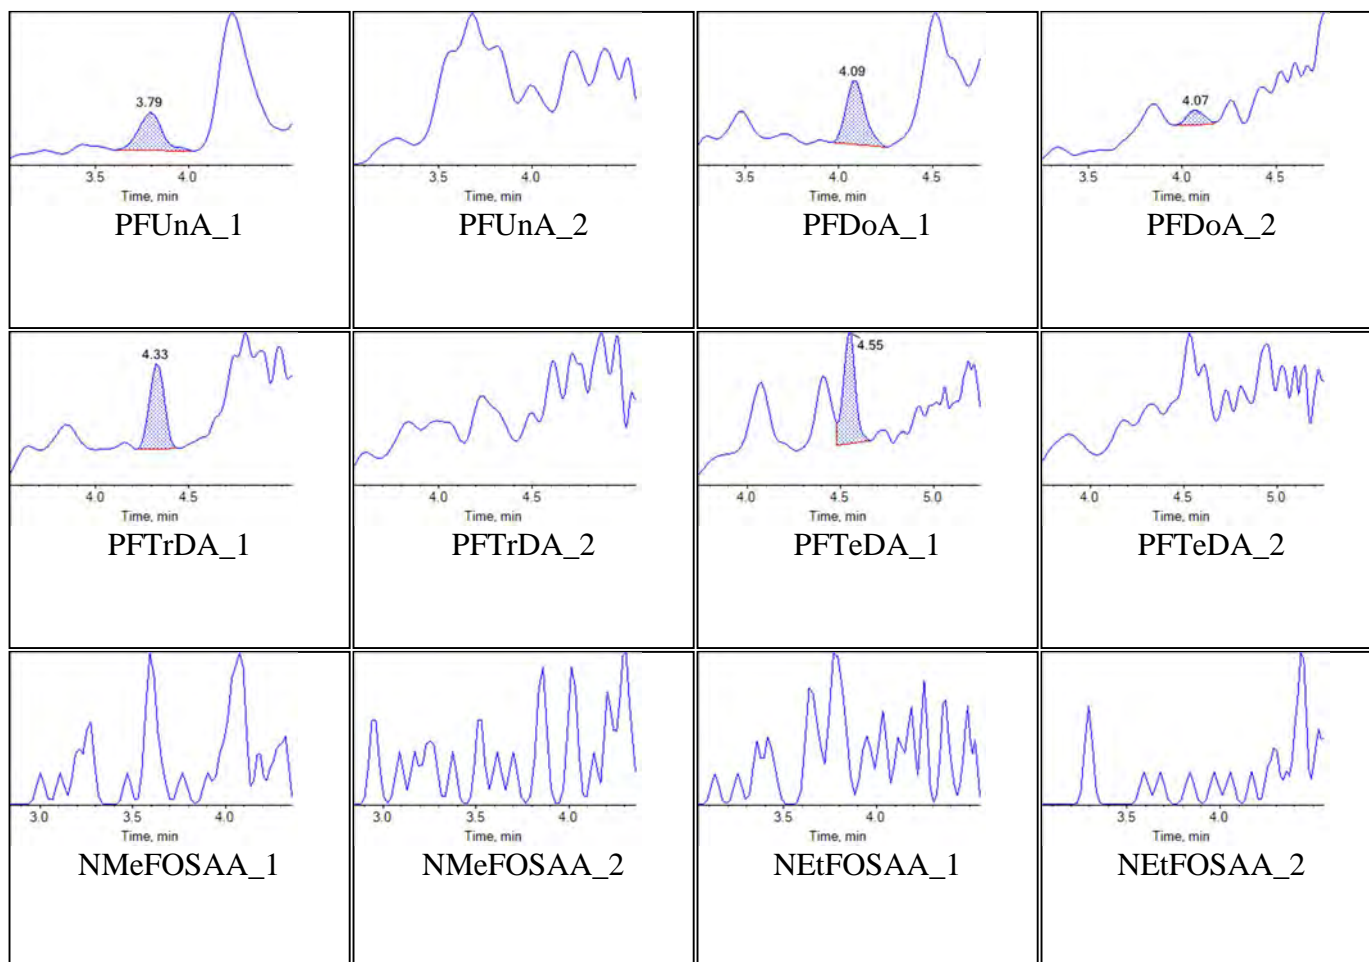 3.79
3.5 4.0
Time, min
PFUnA_1
3.5 4.0 4.5
Time, min
PFUnA_2
4.09
3.5 4.0 4.5
Time, min
PFDoA_1
4.07
3.5 4.0 4.5
Time, min
PFDoA_2
4.33
4.0 4.5
Time, min
PFTrDA_1
4.0 4.5
Time, min
PFTrDA_2
4.55
4.0 4.5 5.0
Time, min
PFTeDA_1
4.0 4.5 5.0
Time, min
PFTeDA_2
3.0 3.5 4.0
Time, min
NMeFOSAA_1
3.0 3.5 4.0
Time, min
NMeFOSAA_2
3.5 4.0
Time, min
NEtFOSAA_1
3.5 4.0
Time, min
NEtFOSAA_2